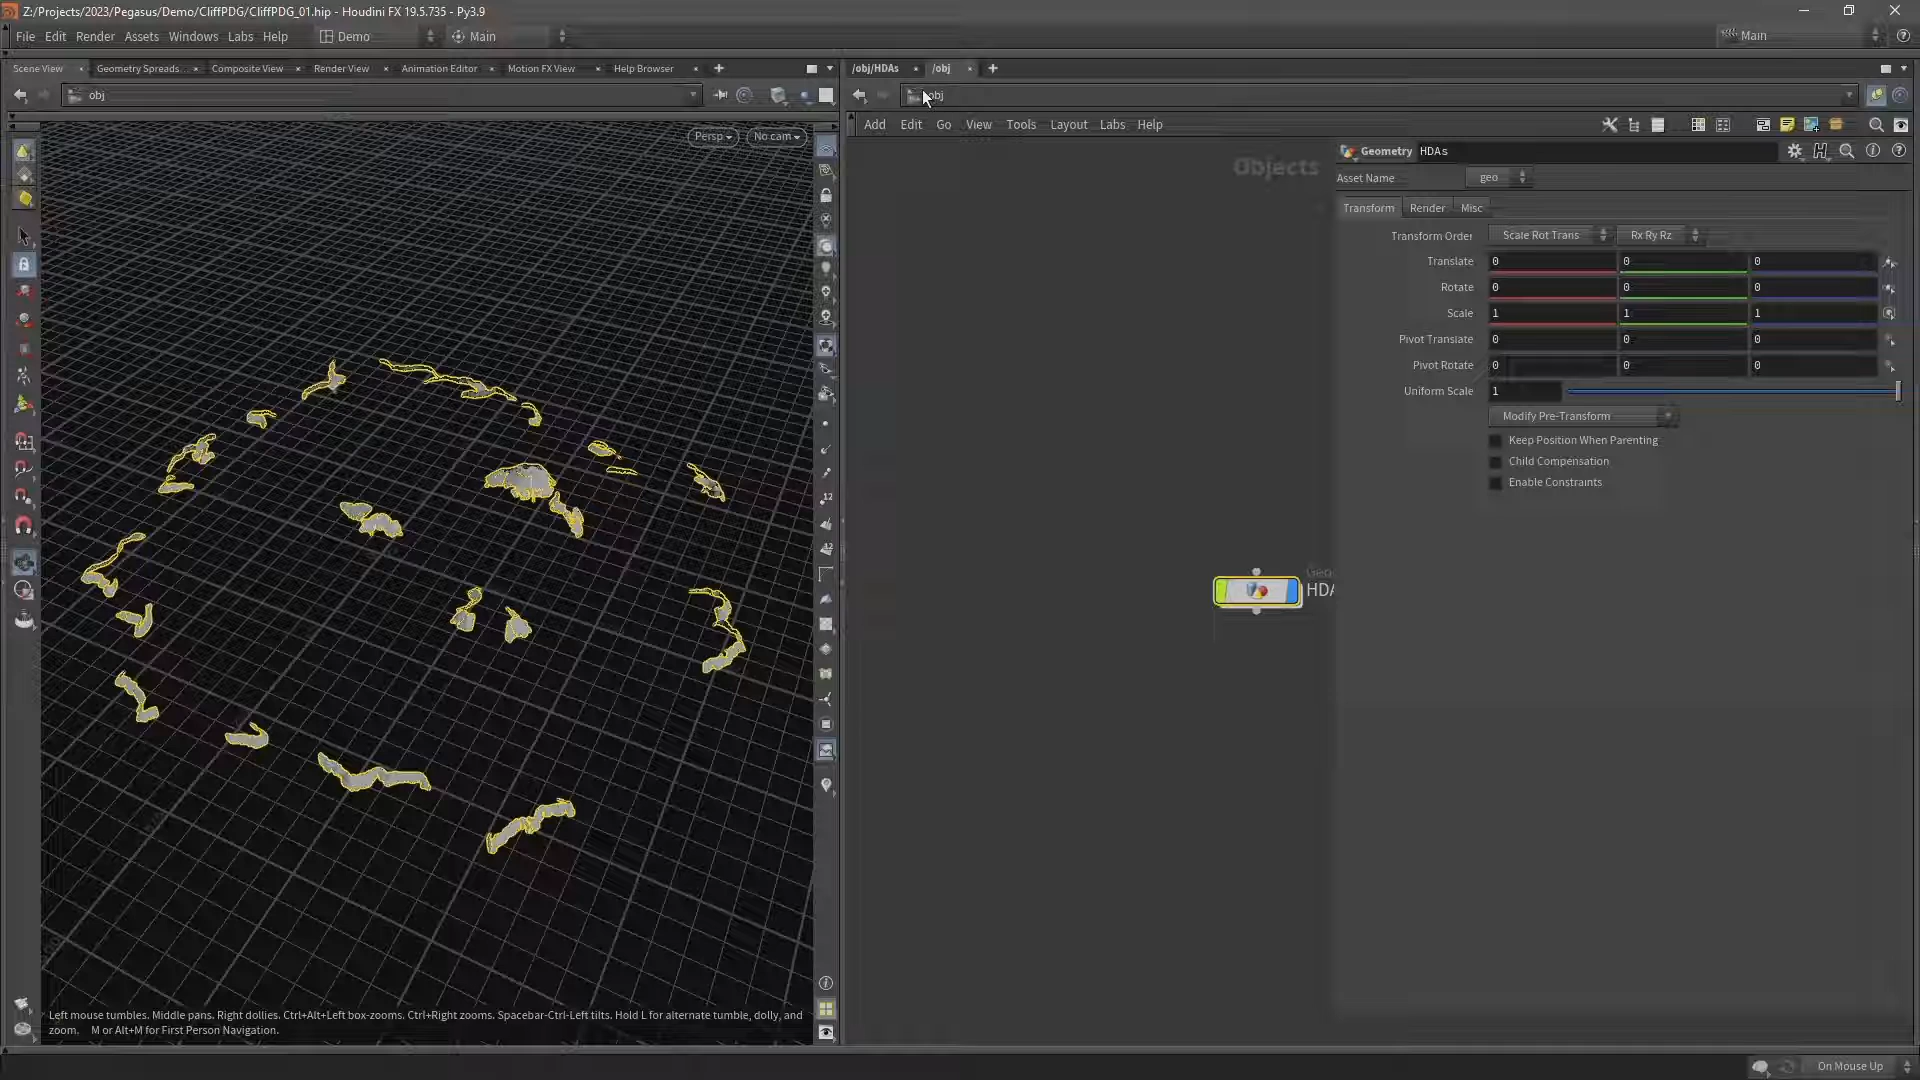 Z:/Projects/2023/Pegasus/Demo/CliffPDG/CliffPDG_01.hip - Houdini FX 19.5.735 - Py3.9
File Edit Render Assets Windows Labs Help Demo Main Main
Scene View Geometry Spreads... Composite View Render View Animation Editor Motion FX View Help Browser
/obj/HDAs /obj
obj
obj
Persp No cam
Add Edit Go View Tools Layout Labs Help
Objects
Geometry HDAs
Asset Name geo
Transform Render Misc
Transform Order Scale Rot Trans Rx Ry Rz
Translate 0 0 0
Rotate 0 0 0
Scale 1 1 1
Pivot Translate 0 0 0
Pivot Rotate 0 0 0
Uniform Scale 1
Modify Pre-Transform
Keep Position When Parenting
Child Compensation
Enable Constraints
12
12
Geo
HDA
Left mouse tumbles. Middle pans. Right dollies. Ctrl+Alt+Left box-zooms. Ctrl+Right zooms. Spacebar-Ctrl-Left tilts. Hold L for alternate tumble, dolly, and
zoom. M or Alt+M for First Person Navigation.
On Mouse Up